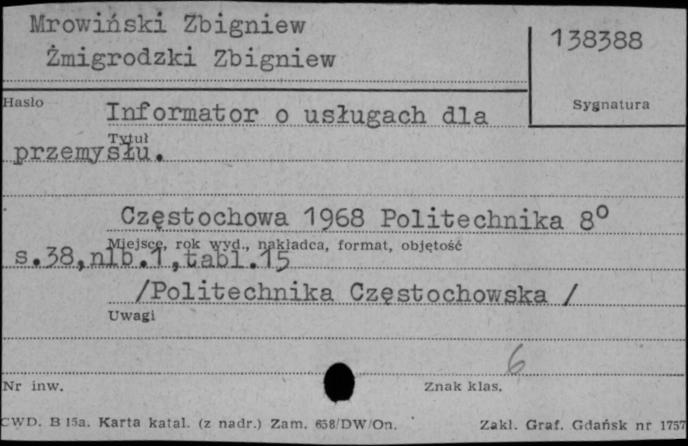 Mrowiński Zbigniew
138388
Żmigrodzki Zbigniew
Sygnatura
Hasło
Informator o usługach dla
Tytuł
przemysłu.
Częstochowa 1968 Politechnika 8º
Miejsce, rok wyd., nakładca, format, objętość
s.38,nlb.1,tabl.15
/Politechnika Częstochowska /
Uwagi
6
Nr inw.
Znak klas.
CWD. B 15a. Karta katal. (z nadr.) Zam. 658/DW/On.
Zakl. Graf. Gdańsk nr 1757